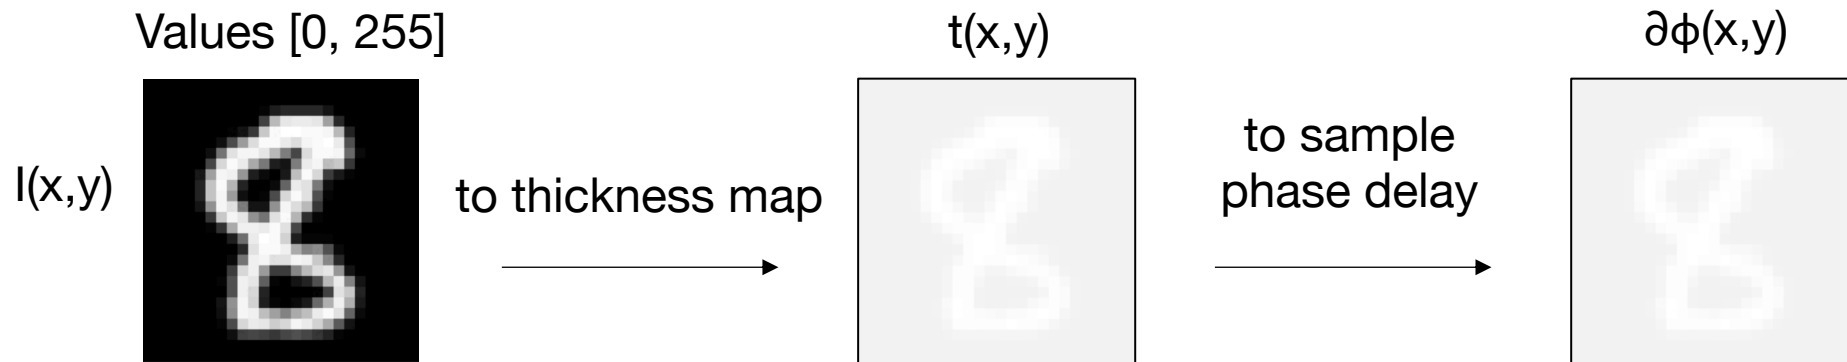 Values [0, 255]
t(x,y)
∂ϕ(x,y)
I(x,y)
to thickness map
to sample
phase delay